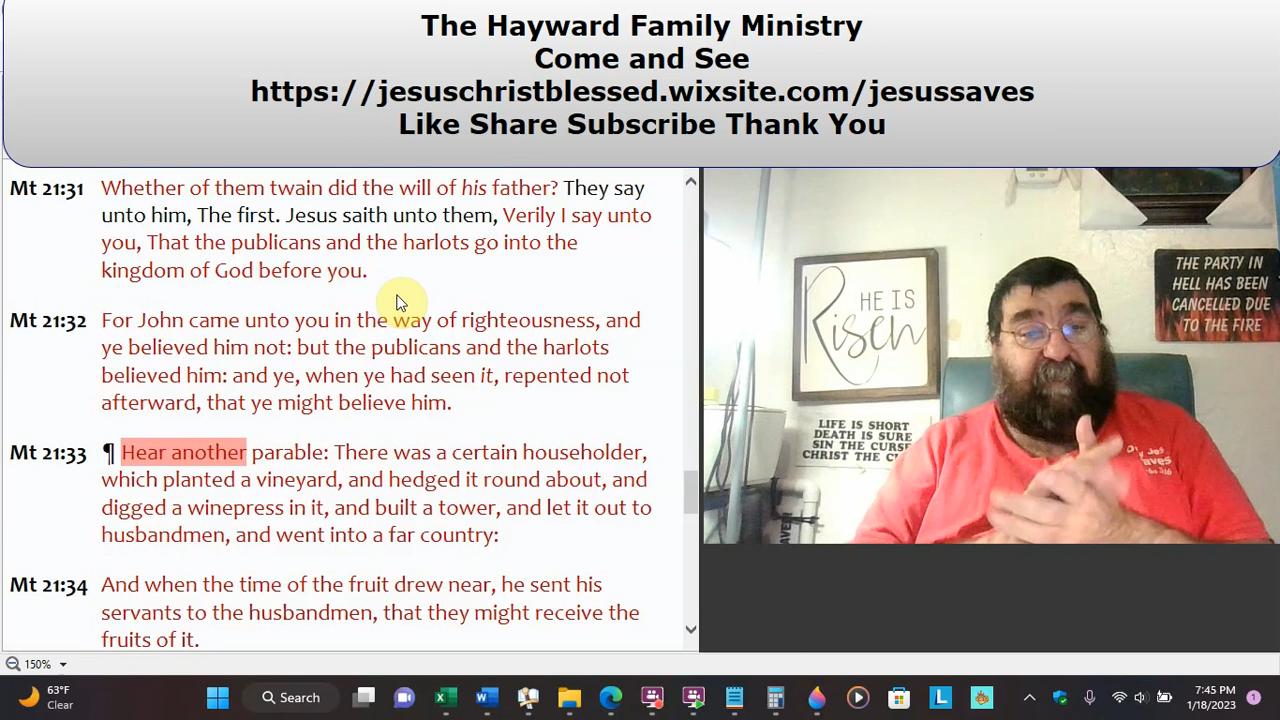 The Hayward Family Ministry
Come and See
https://jesuschristblessed.wixsite.com/jesussaves
Like Share Subscribe Thank You
Mt 21:31 Whether of them twain did the will of his father? They say
unto him, The first. Jesus saith unto them, Verily I say unto
you, That the publicans and the harlots go into the
kingdom of God before you.
Mt 21:32 For John came unto you in the way of righteousness, and
ye believed him not: but the publicans and the harlots
believed him: and ye, when ye had seen it, repented not
afterward, that ye might believe him.
Mt 21:33 ¶ Hear another parable: There was a certain householder,
which planted a vineyard, and hedged it round about, and
digged a winepress in it, and built a tower, and let it out to
husbandmen, and went into a far country:
Mt 21:34 And when the time of the fruit drew near, he sent his
servants to the husbandmen, that they might receive the
fruits of it.
150%
HE IS
Risen
THE PARTY IN
HELL HAS BEEN
CANCELLED DUE
TO THE FIRE
LIFE IS SHORT
DEATH IS SURE
SIN THE CURSE
CHRIST THE
63°F
Clear
Search
7:45 PM
1/18/2023
1